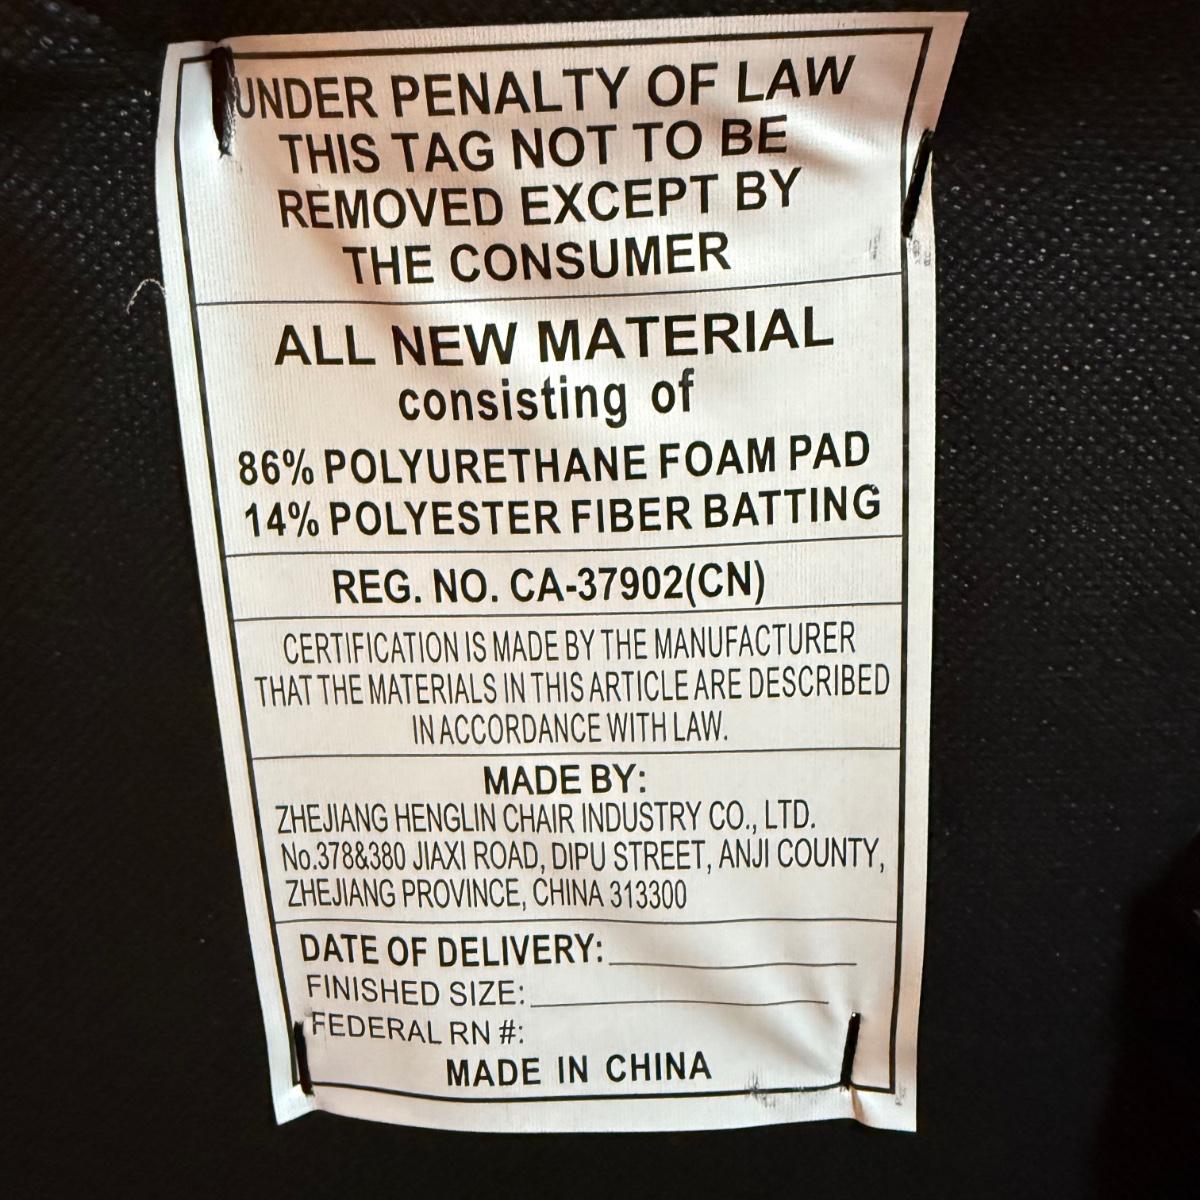 UNDER PENALTY OF LAW
THIS TAG NOT TO BE
REMOVED EXCEPT BY
THE CONSUMER
ALL NEW MATERIAL
consisting of
86% POLYURETHANE FOAM PAD
14% POLYESTER FIBER BATTING
REG. NO. CA-37902(CN)
CERTIFICATION IS MADE BY THE MANUFACTURER
THAT THE MATERIALS IN THIS ARTICLE ARE DESCRIBED
IN ACCORDANCE WITH LAW.
MADE BY:
ZHEJIANG HENGLIN CHAIR INDUSTRY CO., LTD.
No.378&380 JIAXI ROAD, DIPU STREET, ANJI COUNTY,
ZHEJIANG PROVINCE, CHINA 313300
DATE OF DELIVERY:
FINISHED SIZE:
FEDERAL RN #:
MADE IN CHINA